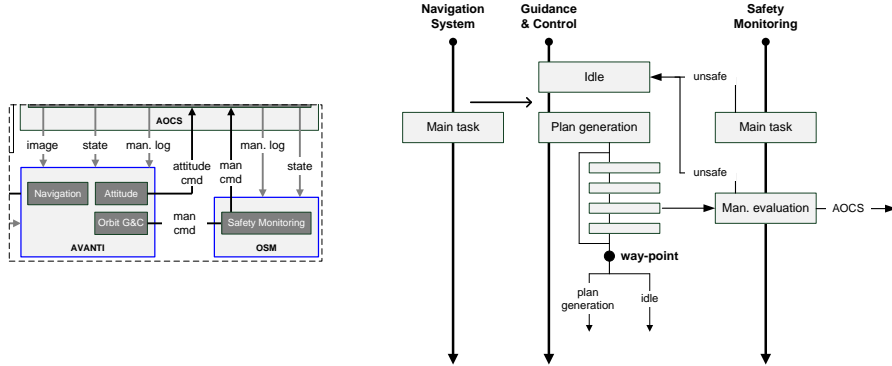 AOCS
image
state
man. log
attitude
cmd
man
cmd
man. log
state
Navigation
Attitude
Orbit G&C
man
cmd
Safety Monitoring
AVANTI
OSM
Navigation
System
Guidance
& Control
Safety
Monitoring
Idle
unsafe
Main task
Plan generation
Main task
unsafe
Man. evaluation
AOCS
way-point
plan
generation
idle